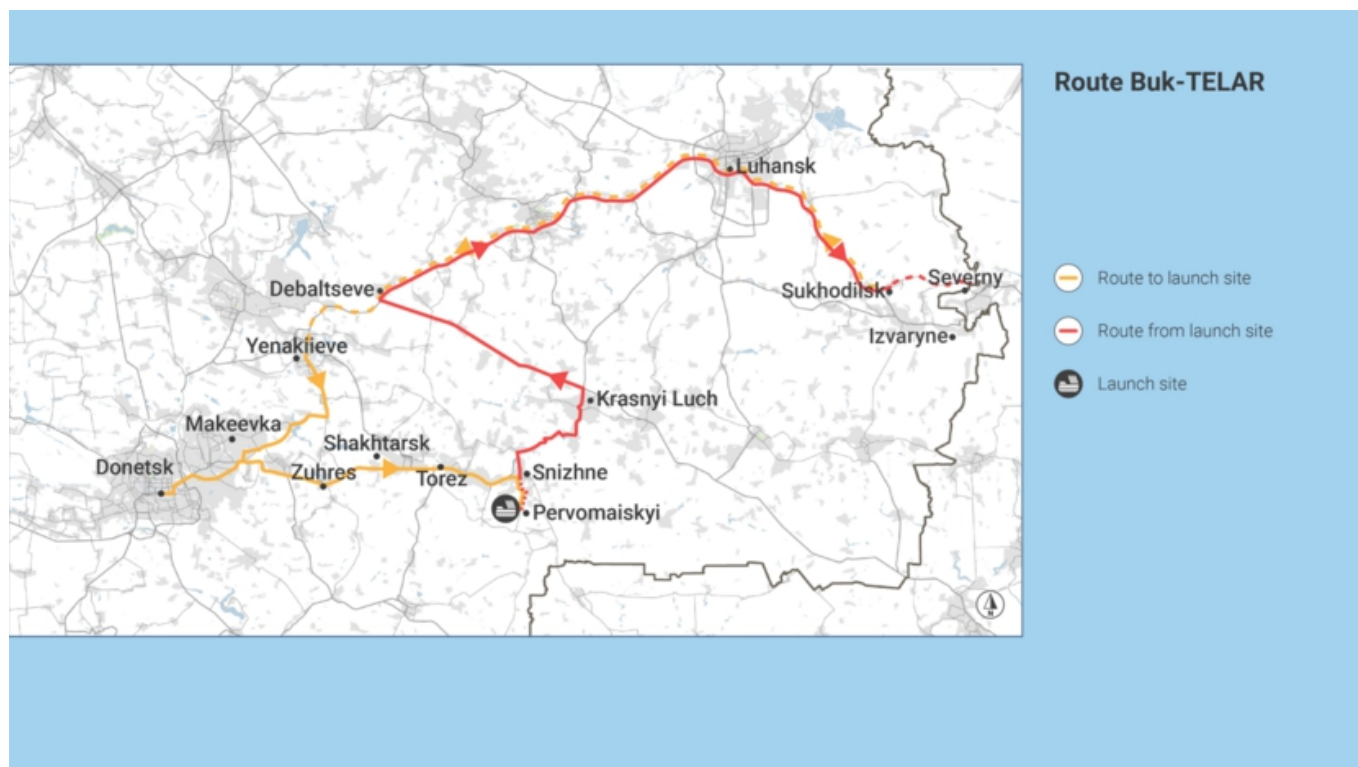 Route Buk-TELAR
Luhansk
Severny
Debaltseve
Sukhodilsk
Izvaryne
Yenakiieve
Krasnyi Luch
Makeevka
Shakhtarsk
Donetsk
Zuhres
Torez
Snizhne
Pervomaiskyi
Route to launch site
Route from launch site
Launch site
N